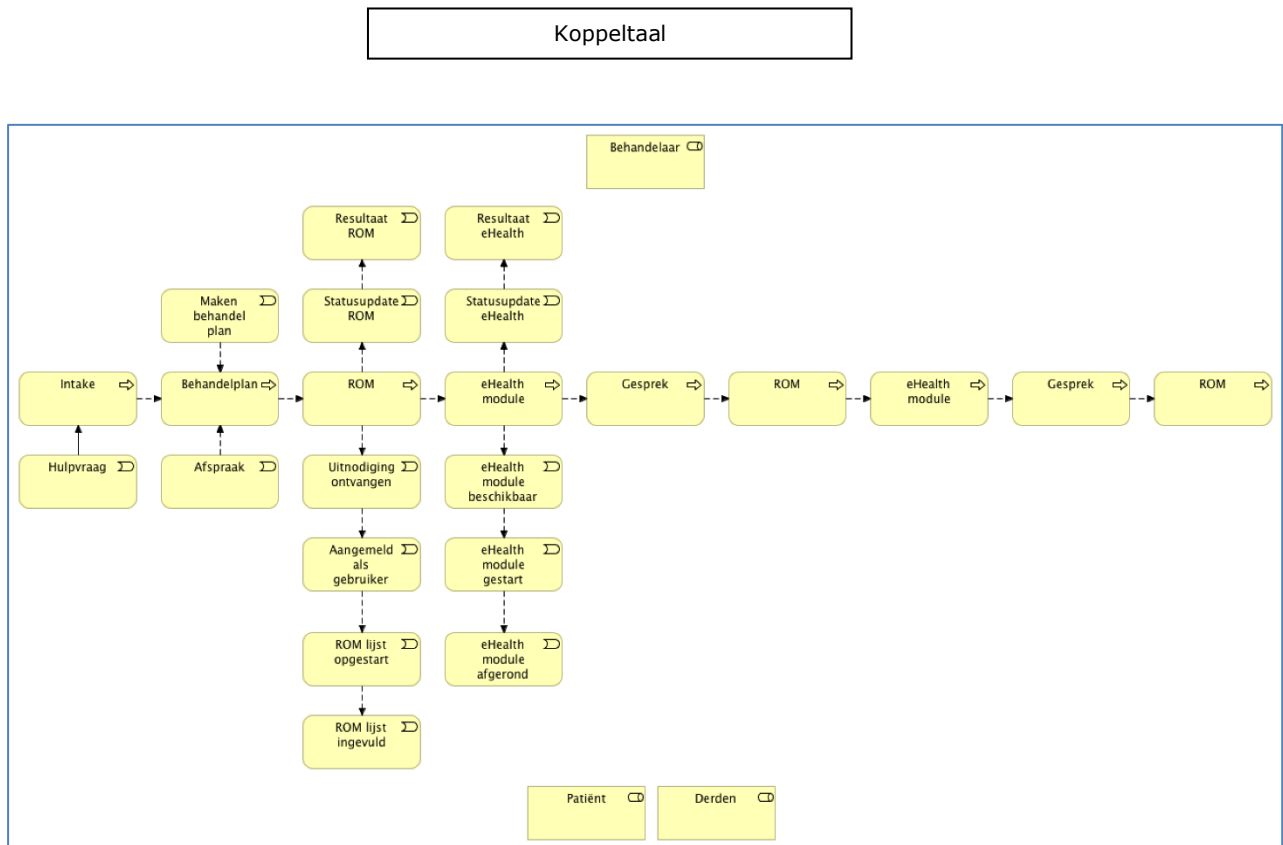 Koppeltaal
Behandelaar
Resultaat
ROM
Resultaat
eHealth
Maken
behandel
plan
Statusupdate
ROM
Statusupdate
eHealth
Intake
Behandelplan
ROM
eHealth
module
Gesprek
ROM
eHealth
module
Gesprek
ROM
Hulpvraag
Afspraak
Uitnodiging
ontvangen
eHealth
module
beschikbaar
Aangemeld
als
gebruiker
eHealth
module
gestart
ROM lijst
opgestart
eHealth
module
afgerond
ROM lijst
ingevuld
Patiënt
Derden